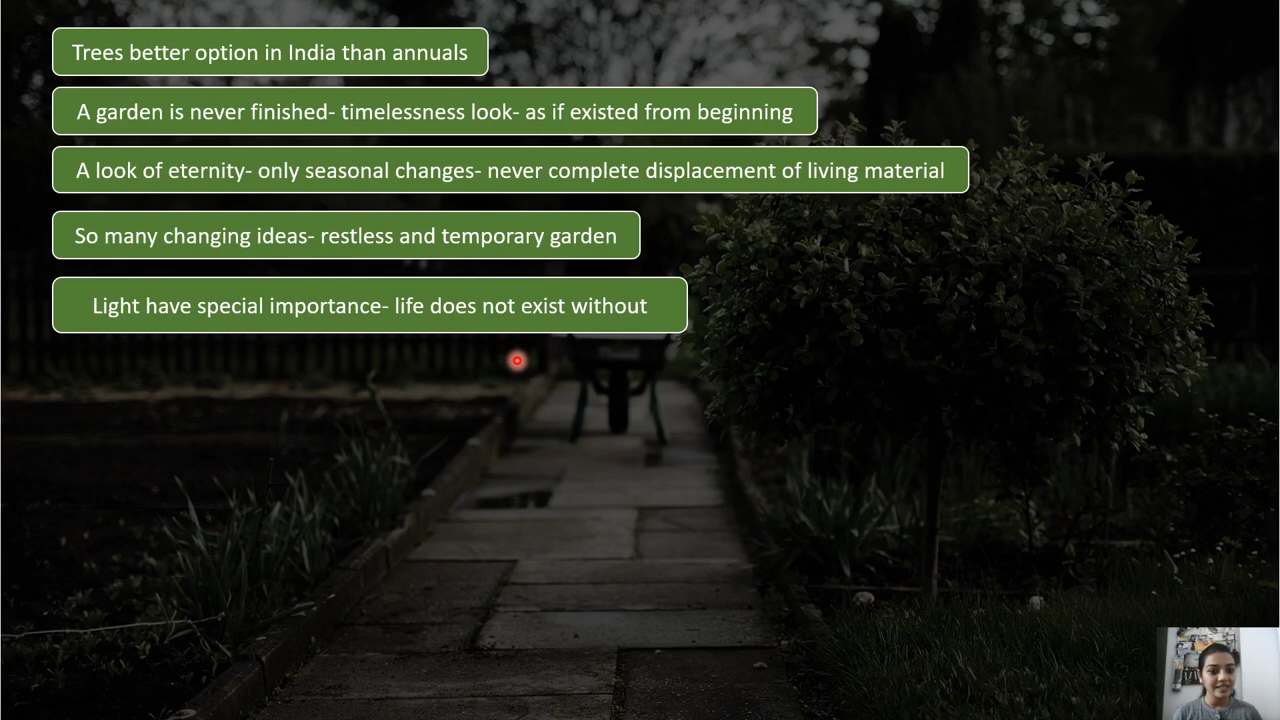 Trees better option in India than annuals
A garden is never finished- timelessness look- as if existed from beginning
A look of eternity- only seasonal changes- never complete displacement of living material
So many changing ideas- restless and temporary garden
Light have special importance- life does not exist without